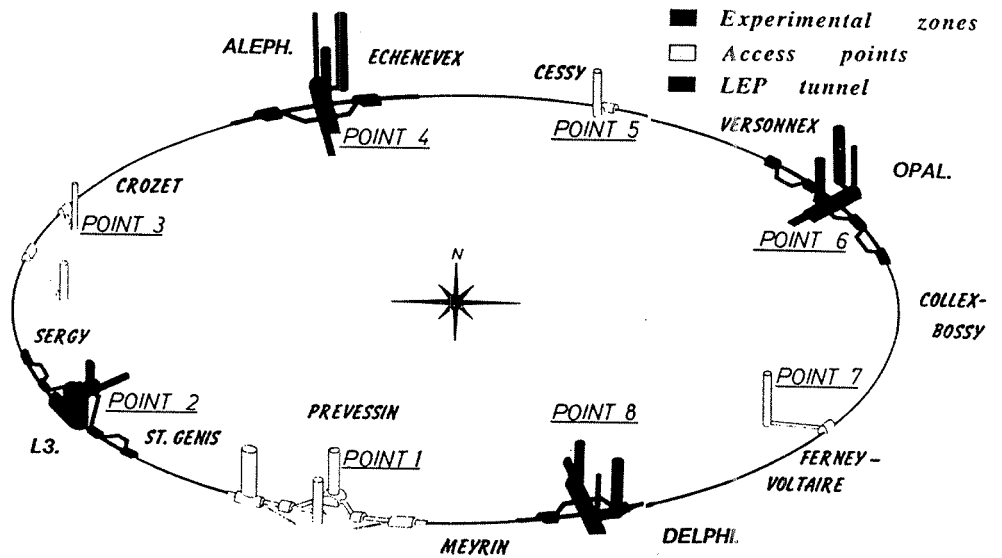 Experimental zones
Access points
LEP tunnel
ALEPH.
ECHENEVEX
CESSY
POINT 4
POINT 5
VERSONNEX
OPAL.
CROZET
POINT 3
POINT 6
N
COLLEX-
BOSSY
SERGY
POINT 2
L3.
ST. GENIS
PREVESSIN
POINT 1
POINT 8
POINT 7
FERNEY-
VOLTAIRE
MEYRIN
DELPHI.